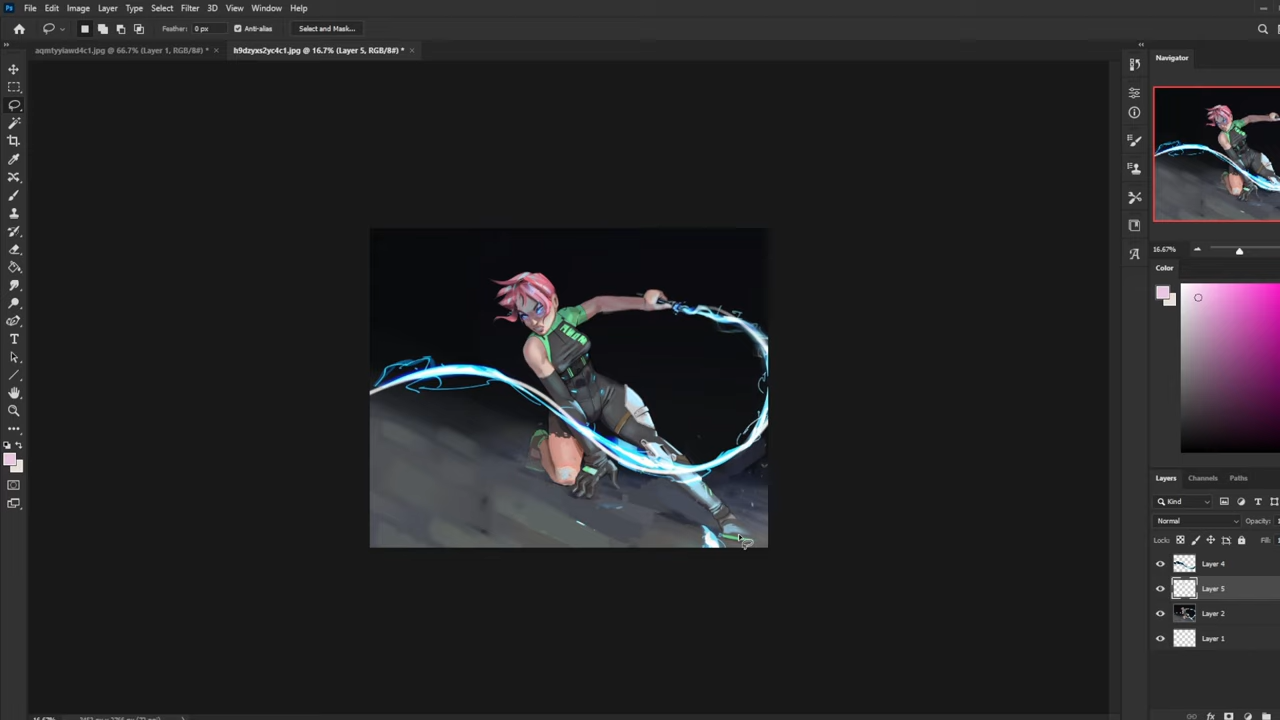 File Edit Image Layer Type Select Filter 3D View Window Help
Feather: 0 px Anti-alias Select and Mask...
aqmtyyiawd4c1.jpg @ 66.7% (Layer 1, RGB/8#) * × h9dzyxs2yc4c1.jpg @ 16.7% (Layer 5, RGB/8#) * ×
Navigator
16.67%
Color
Layers Channels Paths
Kind
Normal Opacity:
Lock: Fill:
Layer 4
Layer 5
Layer 2
Layer 1